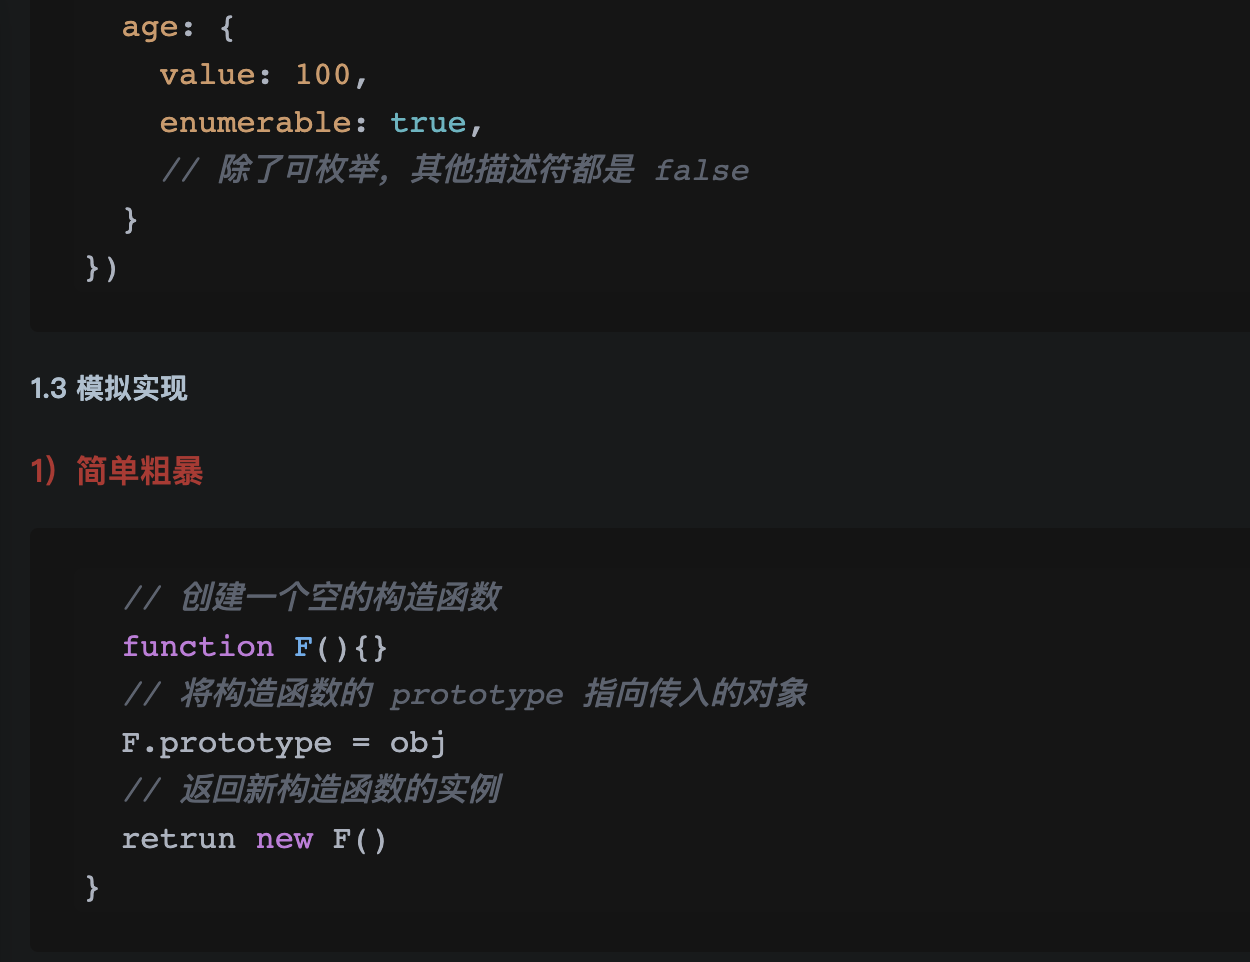 age: {
value: 100,
enumerable: true,
// 除了可枚举，其他描述符都是 false
}
})
1.3 模拟实现
1）简单粗暴
// 创建一个空的构造函数
function F(){}
// 将构造函数的 prototype 指向传入的对象
F.prototype = obj
// 返回新构造函数的实例
retrun new F()
}